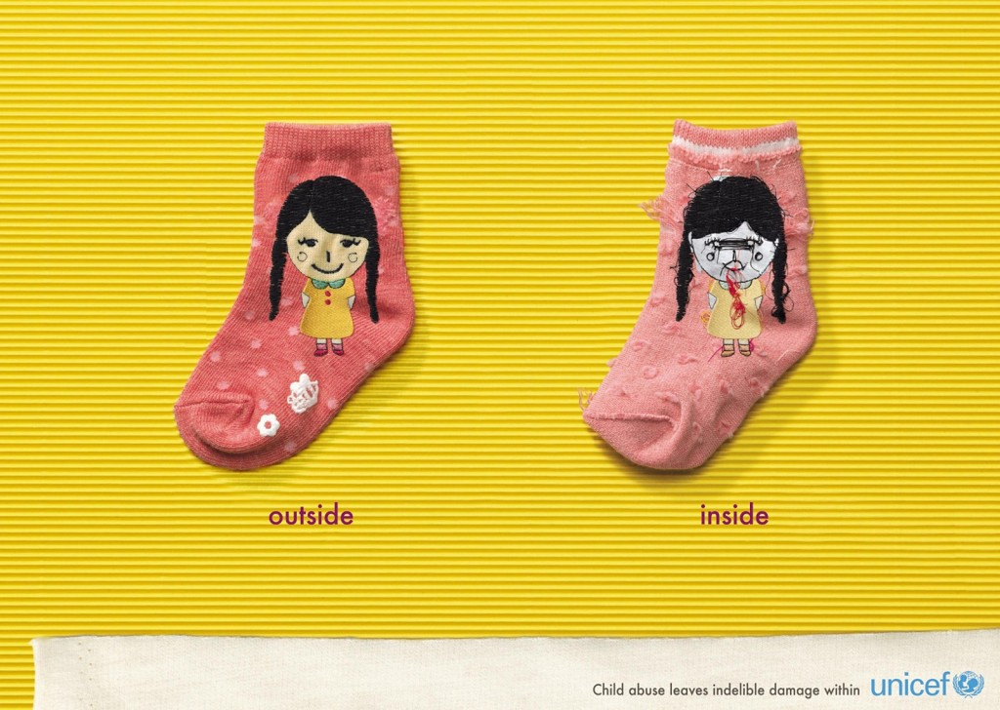 outside
inside
Child abuse leaves indelible damage within unicef